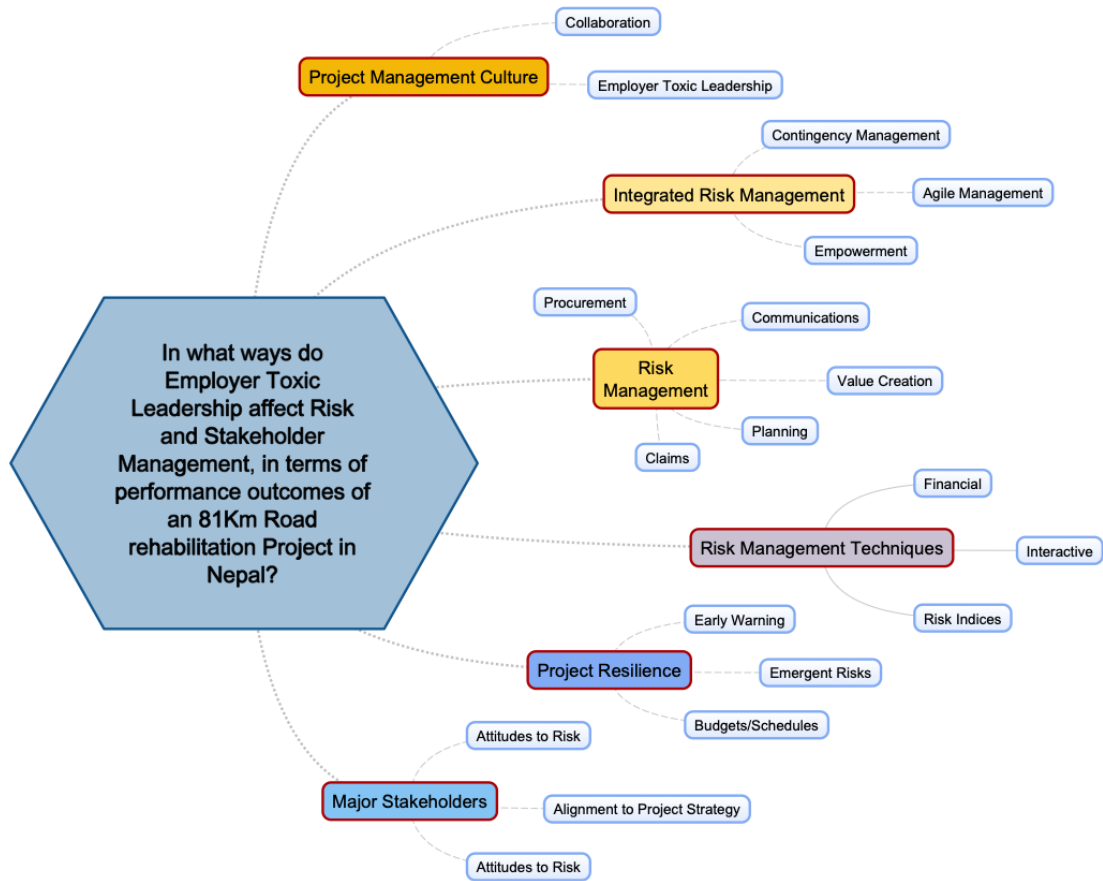 Collaboration
Project Management Culture
Employer Toxic Leadership
Contingency Management
Integrated Risk Management
Agile Management
Empowerment
In what ways do
Employer Toxic
Leadership affect Risk
and Stakeholder
Management, in terms of
performance outcomes of
an 81Km Road
rehabilitation Project in
Nepal?
Procurement
Communications
Risk
Management
Value Creation
Planning
Claims
Financial
Risk Management Techniques
Interactive
Risk Indices
Early Warning
Project Resilience
Emergent Risks
Budgets/Schedules
Attitudes to Risk
Major Stakeholders
Alignment to Project Strategy
Attitudes to Risk